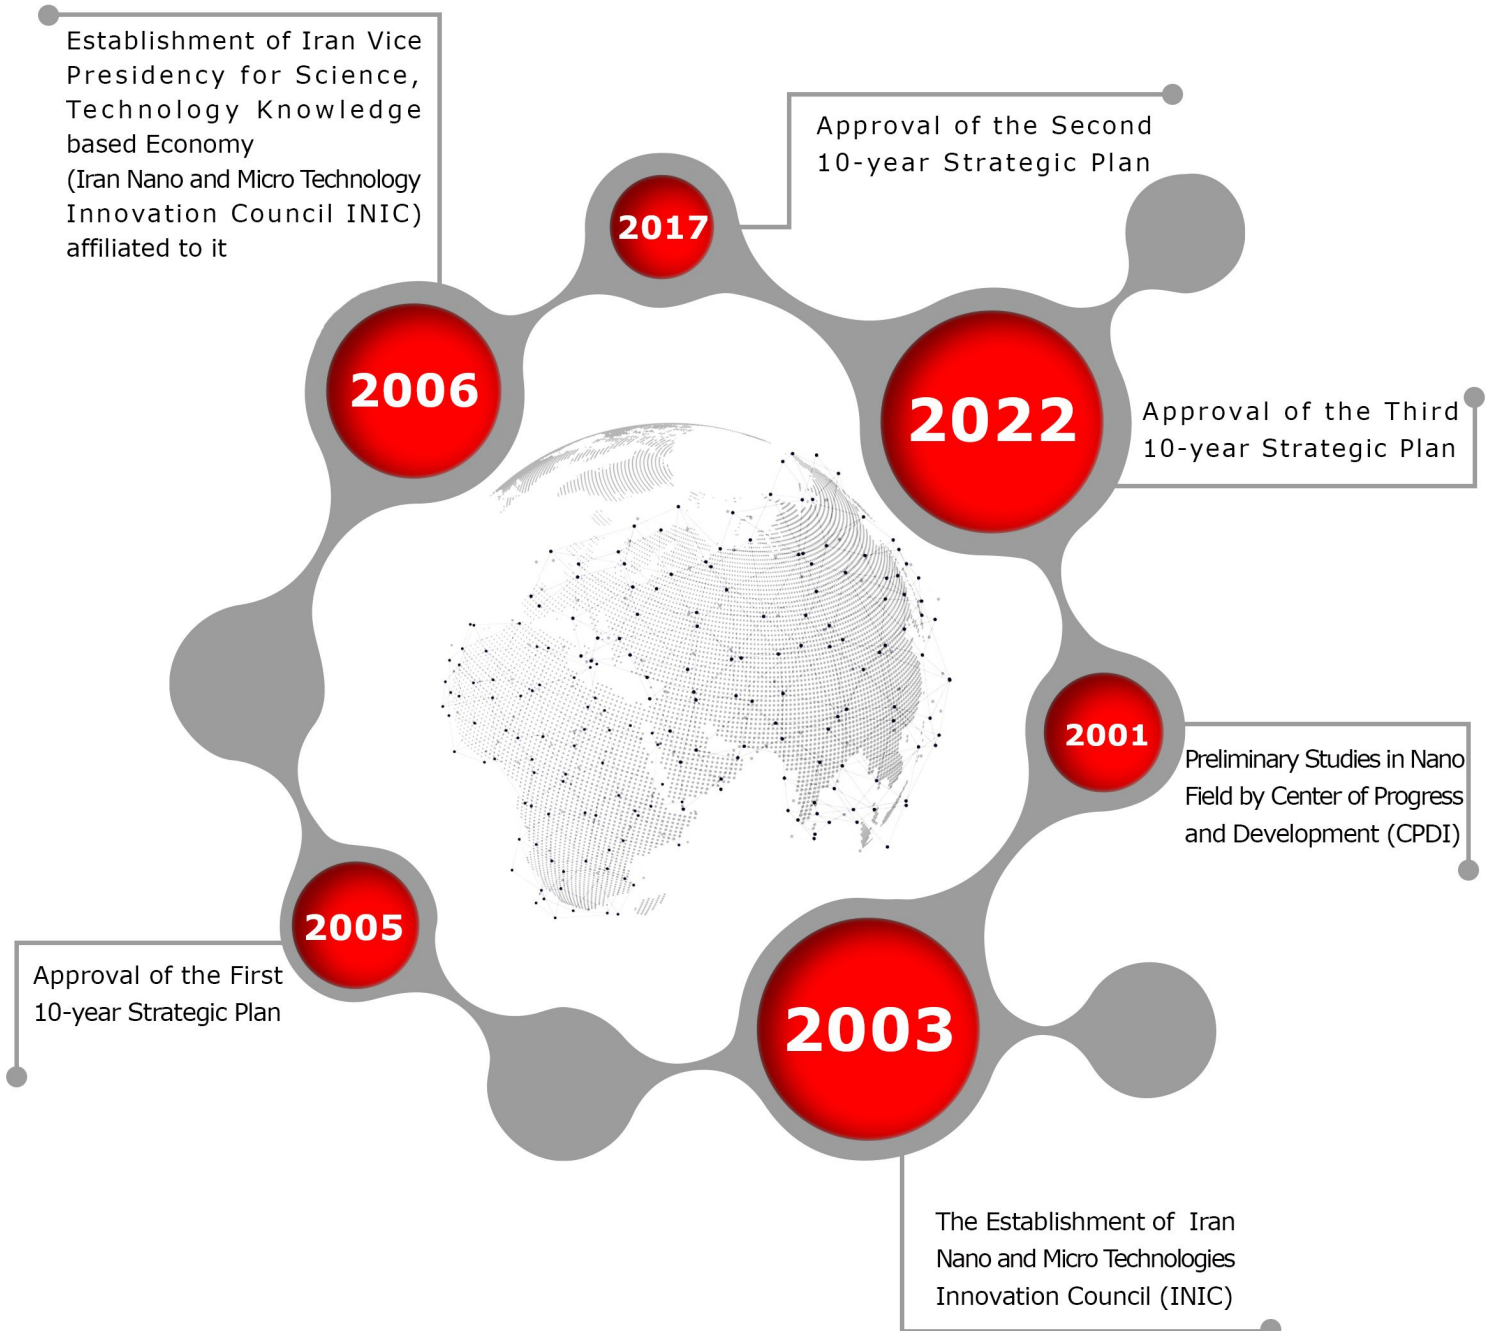 Establishment of Iran Vice
Presidency for Science,
Technology Knowledge
based Economy
(Iran Nano and Micro Technology
Innovation Council INIC)
affiliated to it
2006
2017
Approval of the Second
10-year Strategic Plan
2022
Approval of the Third
10-year Strategic Plan
2001
Preliminary Studies in Nano
Field by Center of Progress
and Development (CPDI)
2005
Approval of the First
10-year Strategic Plan
2003
The Establishment of Iran
Nano and Micro Technologies
Innovation Council (INIC)